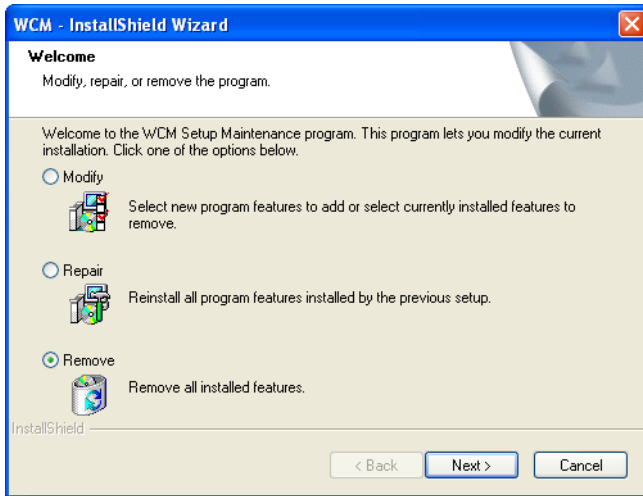 WCM - InstallShield Wizard
Welcome
Modify, repair, or remove the program.
Welcome to the WCM Setup Maintenance program. This program lets you modify the current
installation. Click one of the options below.
Modify
Select new program features to add or select currently installed features to
remove.
Repair
Reinstall all program features installed by the previous setup.
Remove
Remove all installed features.
InstallShield
< Back
Next >
Cancel